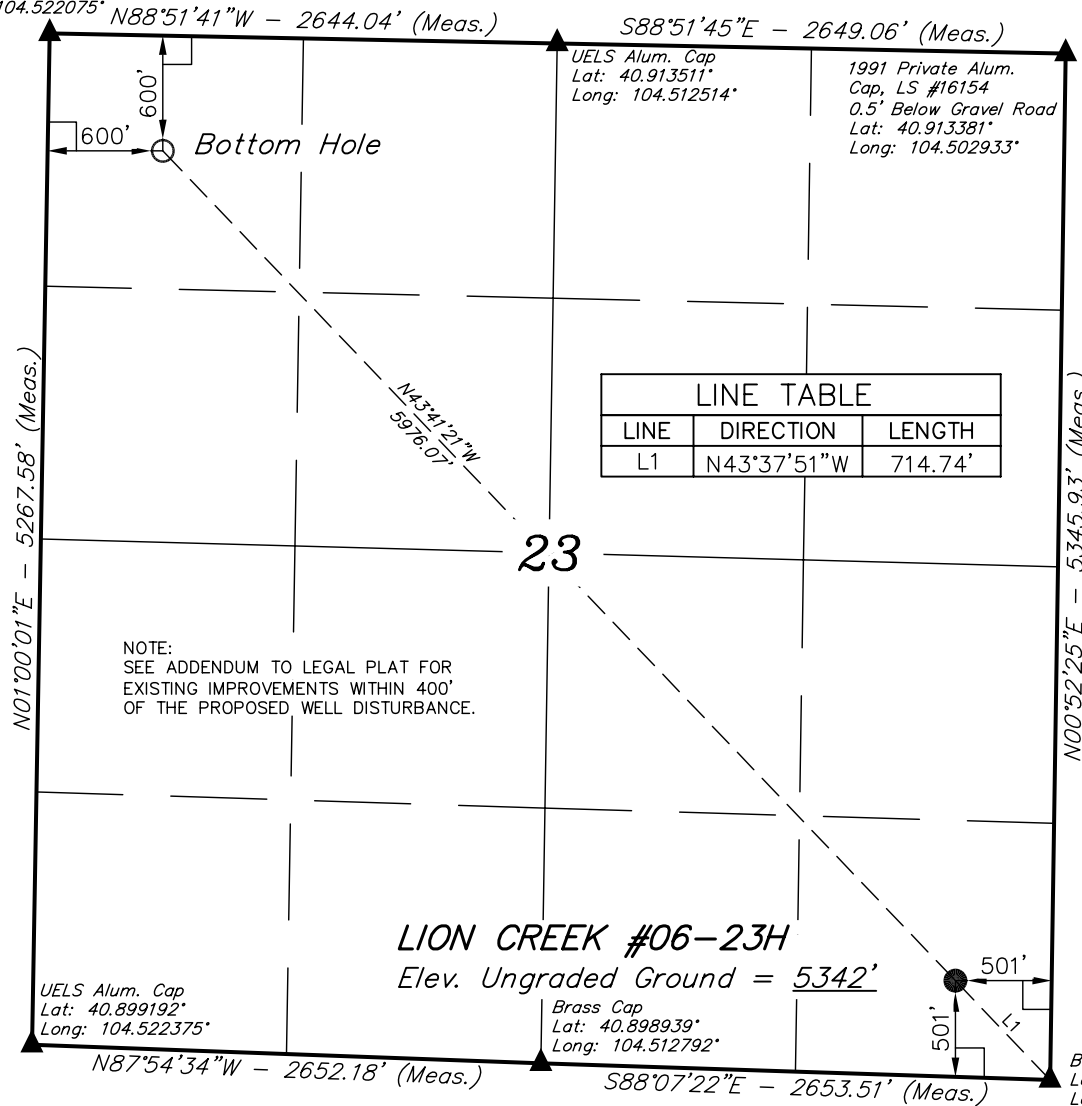 104.522075°
N88°51'41"W - 2644.04' (Meas.)
S88°51'45"E - 2649.06' (Meas.)
UELS Alum. Cap
Lat: 40.913511°
Long: 104.512514°
1991 Private Alum.
Cap, LS #16154
0.5' Below Gravel Road
Lat: 40.913381°
Long: 104.502933°
600'
600'
Bottom Hole
N01°00'01"E - 5267.58' (Meas.)
N43°41'21"W
5976.07'
LINE TABLE
LINE DIRECTION LENGTH
L1 N43°37'51"W 714.74'
N00°52'25"E - 5345.93' (Meas.)
23
NOTE:
SEE ADDENDUM TO LEGAL PLAT FOR
EXISTING IMPROVEMENTS WITHIN 400'
OF THE PROPOSED WELL DISTURBANCE.
LION CREEK #06-23H
Elev. Ungraded Ground = 5342'
501'
501'
L1
UELS Alum. Cap
Lat: 40.899192°
Long: 104.522375°
Brass Cap
Lat: 40.898939°
Long: 104.512792°
N87°54'34"W - 2652.18' (Meas.)
S88°07'22"E - 2653.51' (Meas.)